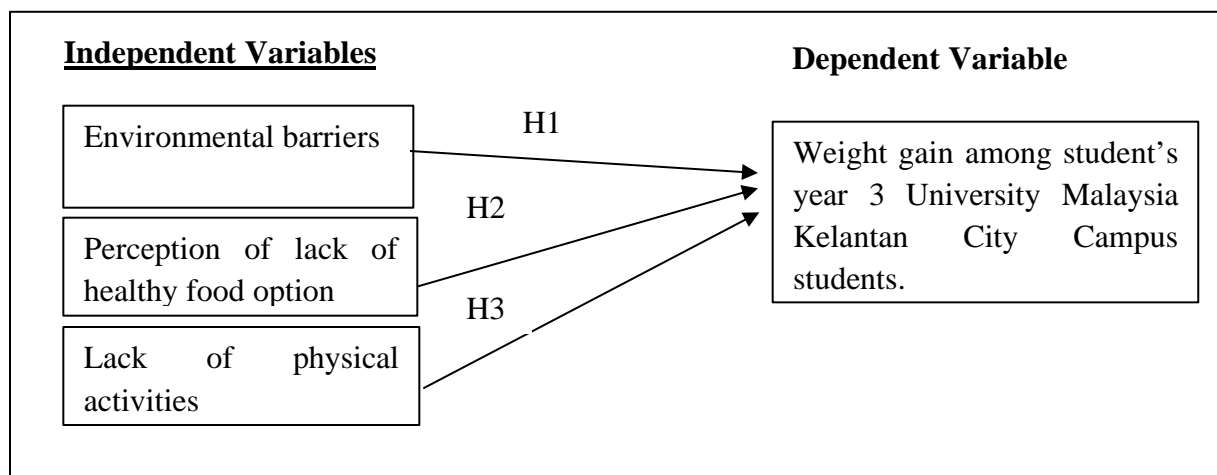 Independent Variables
Dependent Variable
Environmental barriers
H1
Weight gain among student’s
year 3 University Malaysia
Kelantan City Campus
students.
H2
Perception of lack of
healthy food option
H3
Lack of physical
activities